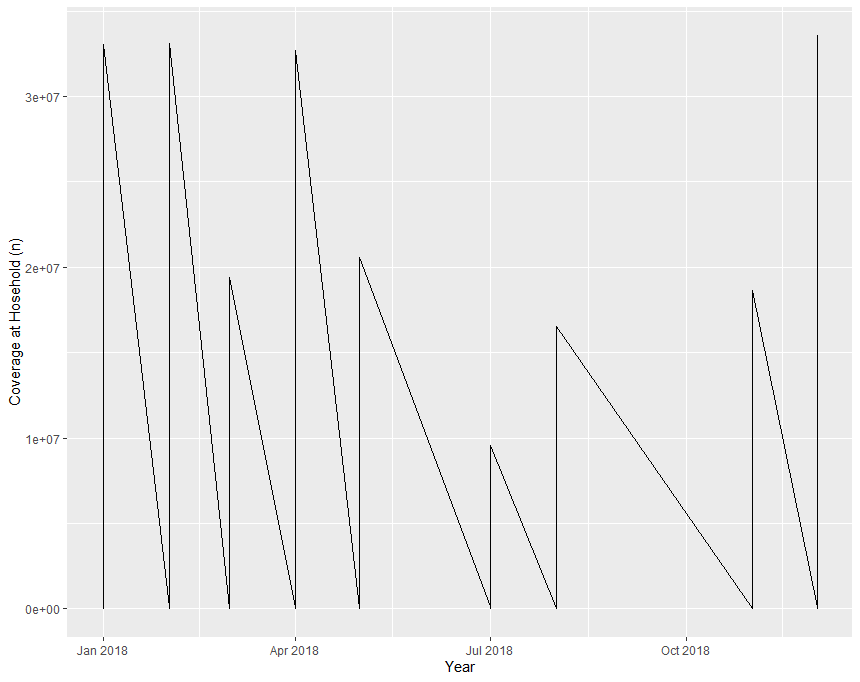 Coverage at Hosehold (n)
3e+07
2e+07
1e+07
0e+00
Jan 2018 Apr 2018 Jul 2018 Oct 2018
Year